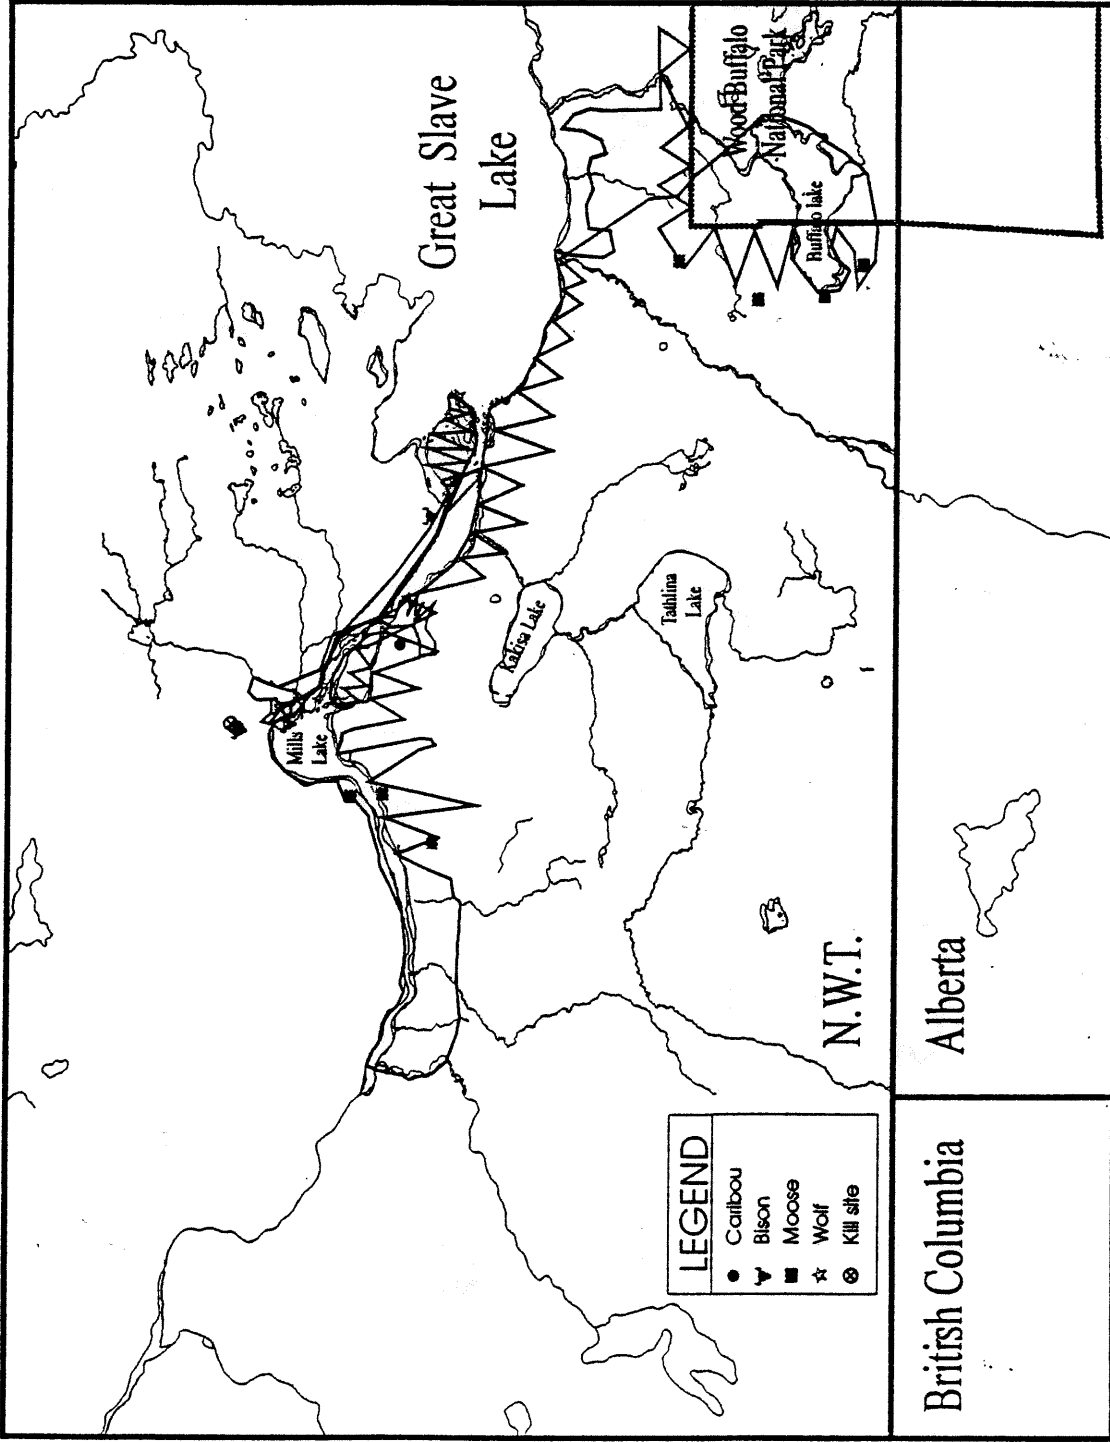 Great Slave
Lake
Wood Buffalo
National Park
Buffalo lake
Mills
Lake
Kakisa Lake
Tathlina
Lake
N.W.T.
Alberta
Britirsh Columbia
LEGEND
Caribou
Bison
Moose
Wolf
Kill site